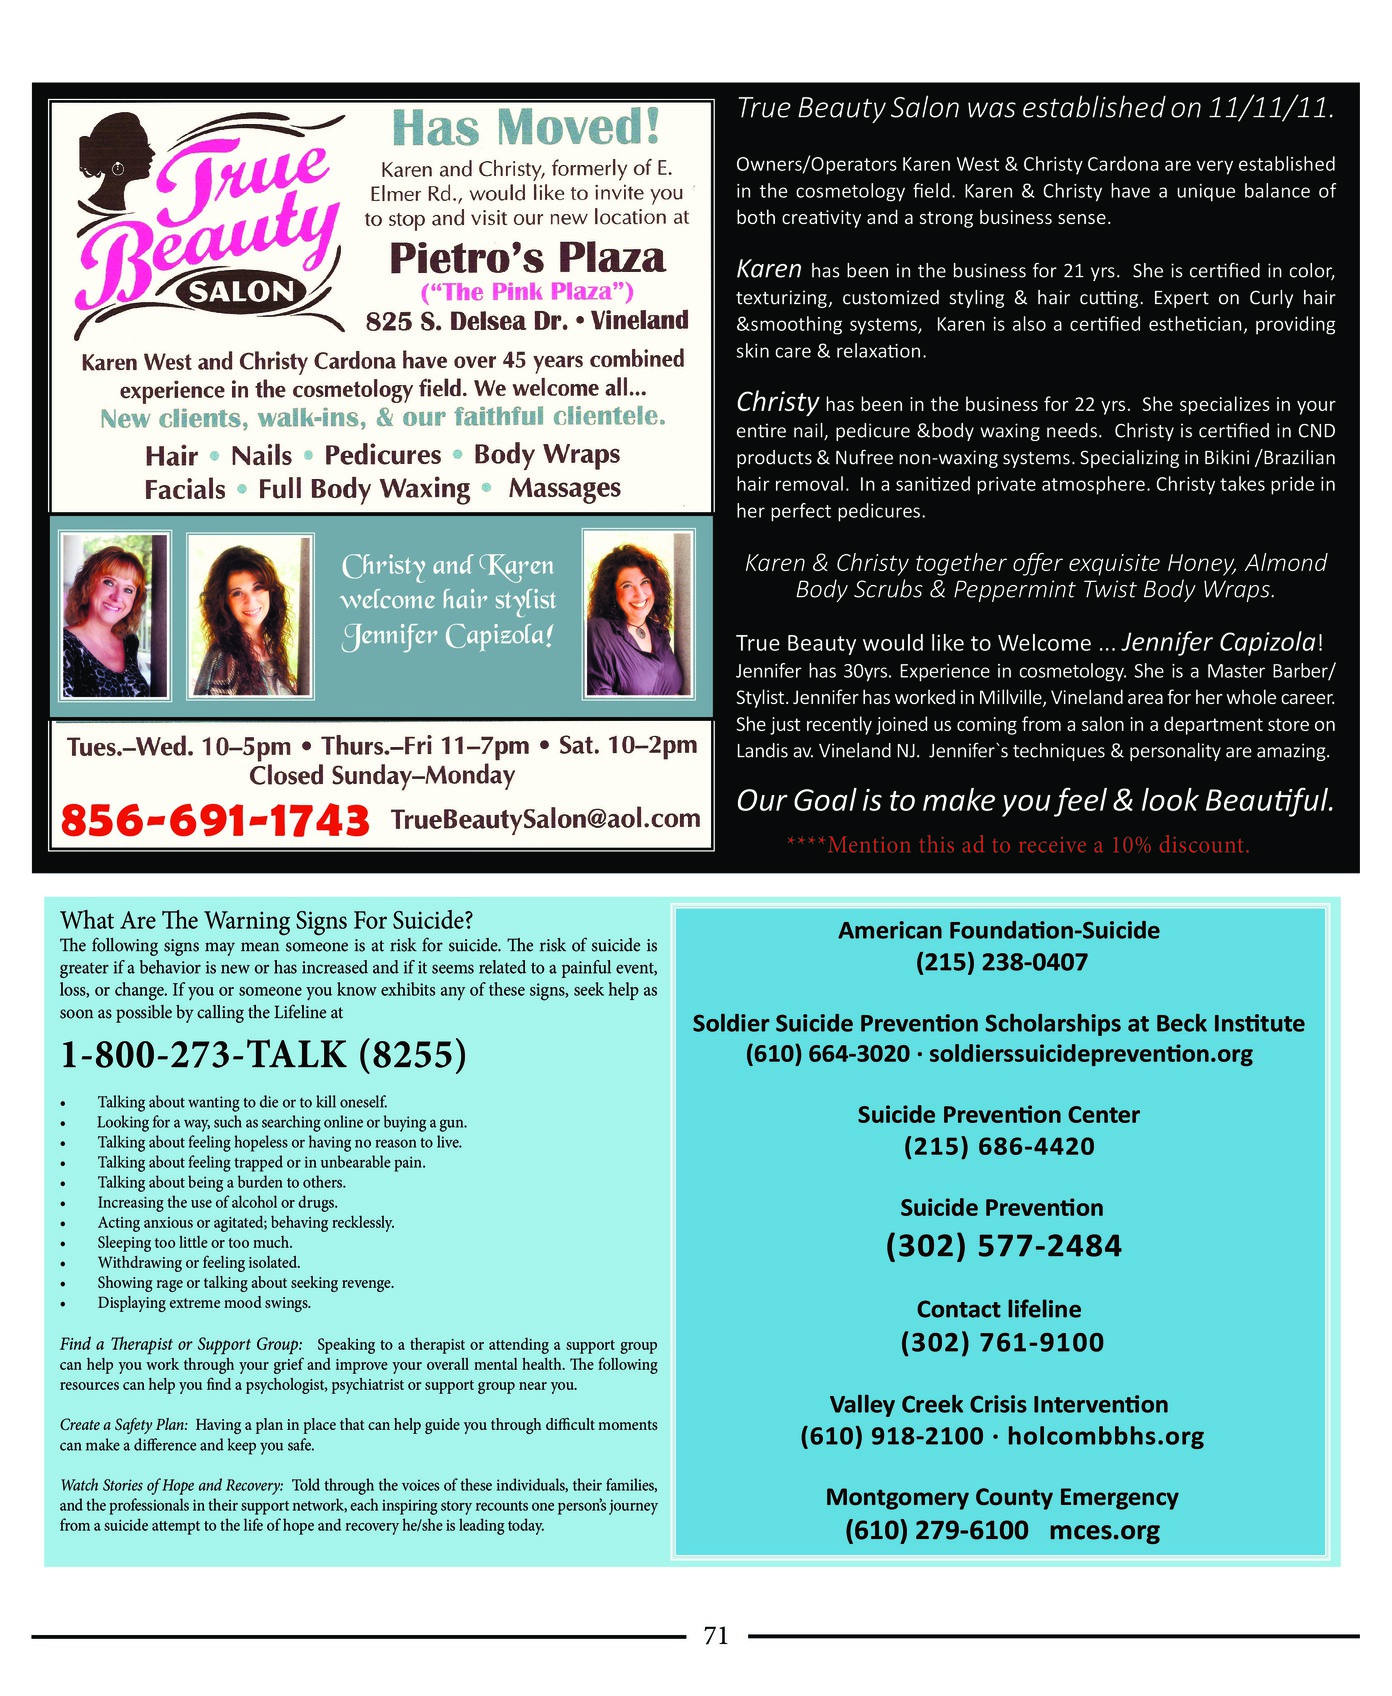 True
Beauty
SALON
Has Moved!
Karen and Christy, formerly of E.
Elmer Rd., would like to invite you
to stop and visit our new location at
Pietro's Plaza
("The Pink Plaza")
825 S. Delsea Dr. • Vineland
Karen West and Christy Cardona have over 45 years combined
experience in the cosmetology field. We welcome all...
New clients, walk-ins, & our faithful clientele.
Hair • Nails • Pedicures • Body Wraps
Facials • Full Body Waxing • Massages
Christy and Karen
welcome hair stylist
Jennifer Capizola!
Tues.–Wed. 10–5pm • Thurs.–Fri 11–7pm • Sat. 10–2pm
Closed Sunday–Monday
856-691-1743 TrueBeautySalon@aol.com
True Beauty Salon was established on 11/11/11.
Owners/Operators Karen West & Christy Cardona are very established
in the cosmetology field. Karen & Christy have a unique balance of
both creativity and a strong business sense.
Karen has been in the business for 21 yrs. She is certified in color,
texturizing, customized styling & hair cutting. Expert on Curly hair
&smoothing systems, Karen is also a certified esthetician, providing
skin care & relaxation.
Christy has been in the business for 22 yrs. She specializes in your
entire nail, pedicure &body waxing needs. Christy is certified in CND
products & Nufree non-waxing systems. Specializing in Bikini /Brazilian
hair removal. In a sanitized private atmosphere. Christy takes pride in
her perfect pedicures.
Karen & Christy together offer exquisite Honey, Almond
Body Scrubs & Peppermint Twist Body Wraps.
True Beauty would like to Welcome ... Jennifer Capizola!
Jennifer has 30yrs. Experience in cosmetology. She is a Master Barber/
Stylist. Jennifer has worked in Millville, Vineland area for her whole career.
She just recently joined us coming from a salon in a department store on
Landis av. Vineland NJ. Jennifer`s techniques & personality are amazing.
Our Goal is to make you feel & look Beautiful.
****Mention this ad to receive a 10% discount.
What Are The Warning Signs For Suicide?
The following signs may mean someone is at risk for suicide. The risk of suicide is
greater if a behavior is new or has increased and if it seems related to a painful event,
loss, or change. If you or someone you know exhibits any of these signs, seek help as
soon as possible by calling the Lifeline at
1-800-273-TALK (8255)
• Talking about wanting to die or to kill oneself.
• Looking for a way, such as searching online or buying a gun.
• Talking about feeling hopeless or having no reason to live.
• Talking about feeling trapped or in unbearable pain.
• Talking about being a burden to others.
• Increasing the use of alcohol or drugs.
• Acting anxious or agitated; behaving recklessly.
• Sleeping too little or too much.
• Withdrawing or feeling isolated.
• Showing rage or talking about seeking revenge.
• Displaying extreme mood swings.
Find a Therapist or Support Group: Speaking to a therapist or attending a support group
can help you work through your grief and improve your overall mental health. The following
resources can help you find a psychologist, psychiatrist or support group near you.
Create a Safety Plan: Having a plan in place that can help guide you through difficult moments
can make a difference and keep you safe.
Watch Stories of Hope and Recovery: Told through the voices of these individuals, their families,
and the professionals in their support network, each inspiring story recounts one person's journey
from a suicide attempt to the life of hope and recovery he/she is leading today.
American Foundation-Suicide
(215) 238-0407
Soldier Suicide Prevention Scholarships at Beck Institute
(610) 664-3020 · soldierssuicideprevention.org
Suicide Prevention Center
(215) 686-4420
Suicide Prevention
(302) 577-2484
Contact lifeline
(302) 761-9100
Valley Creek Crisis Intervention
(610) 918-2100 · holcombbhs.org
Montgomery County Emergency
(610) 279-6100 mces.org
71